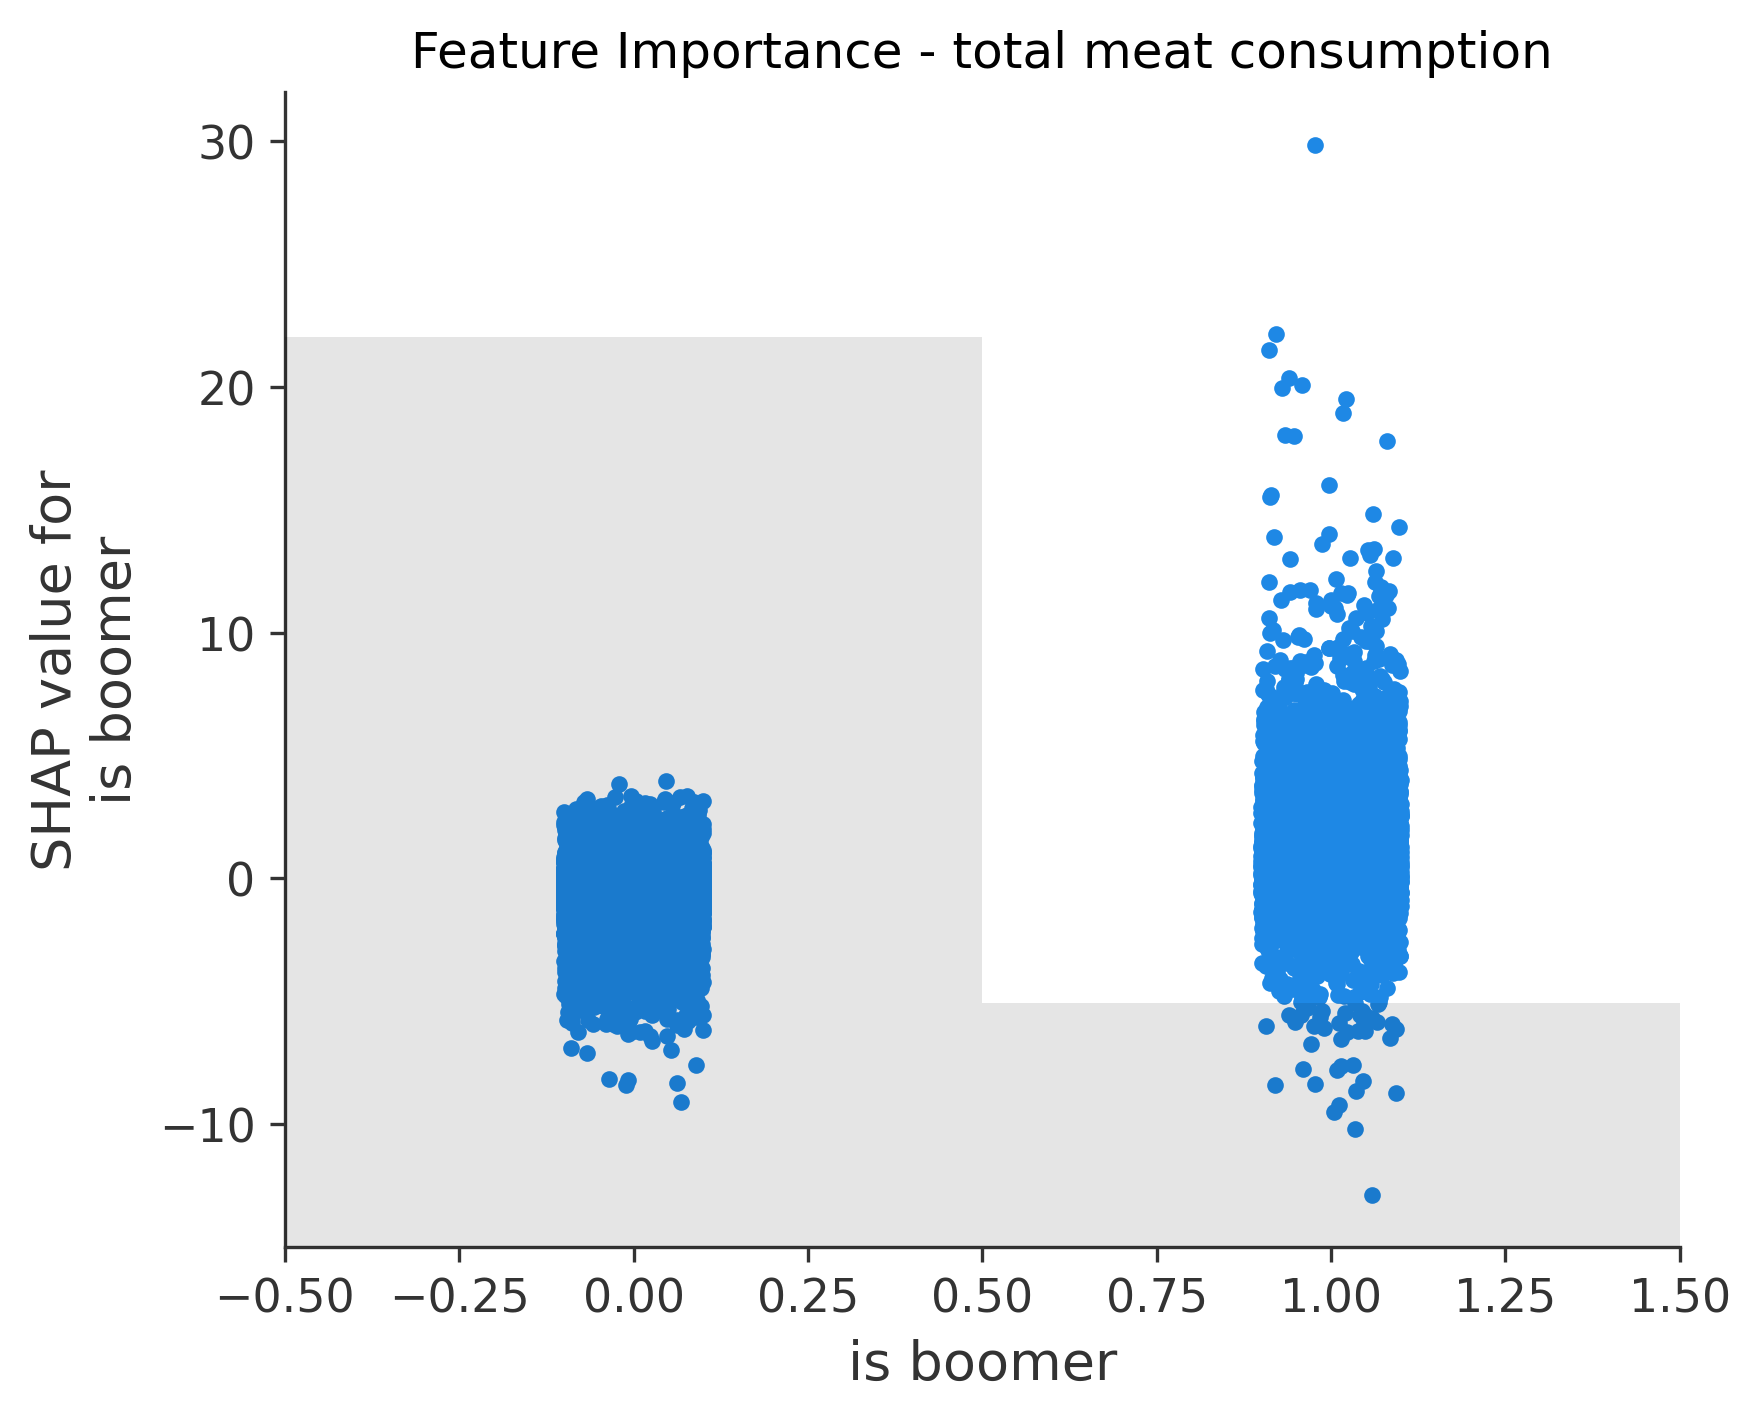 Feature Importance - total meat consumption
30
20
10
0
−10
SHAP value for
is boomer
−0.50 −0.25 0.00 0.25 0.50 0.75 1.00 1.25 1.50
is boomer